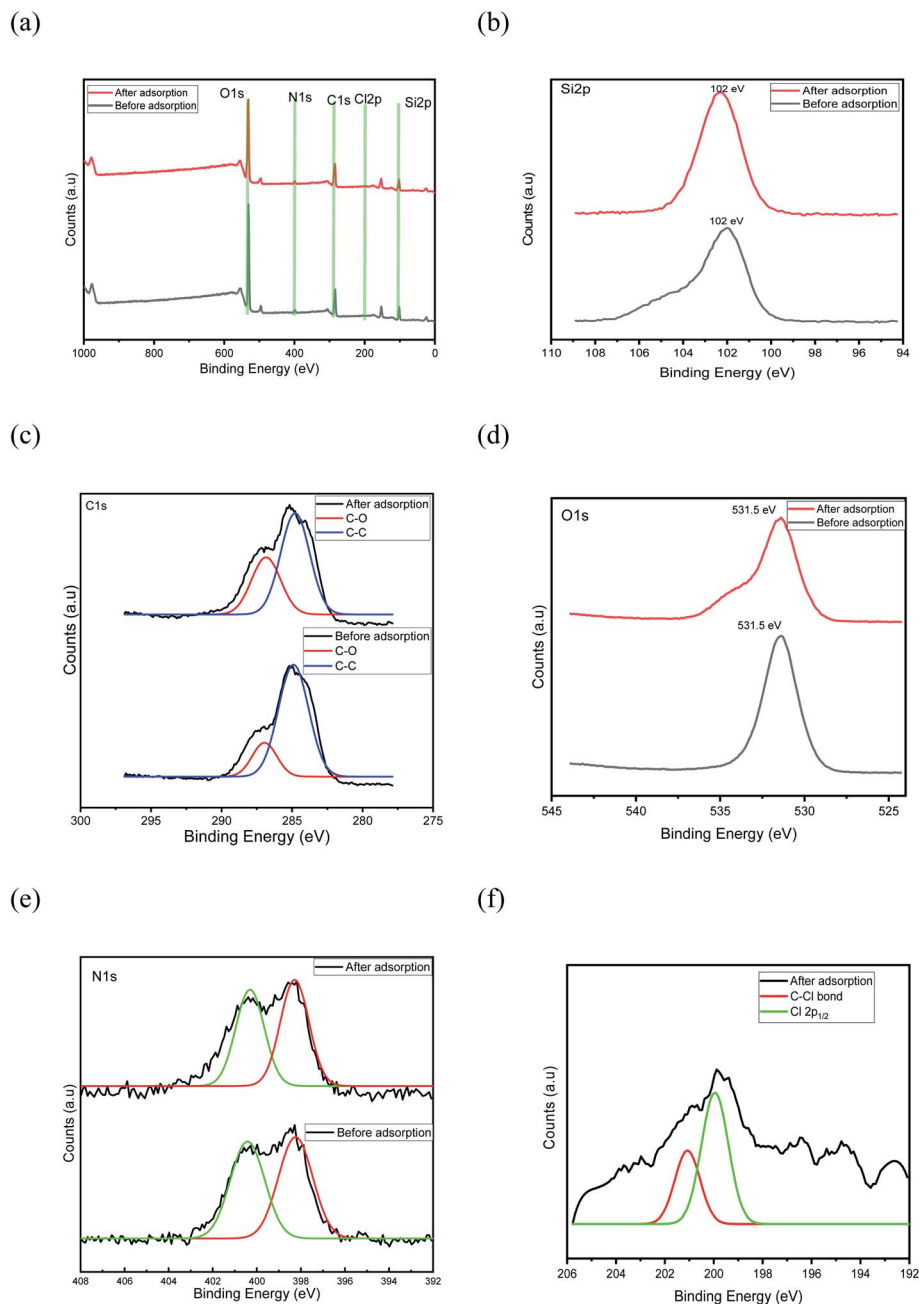 (a)
After adsorption
Before adsorption
O1s
N1s
C1s
Cl2p
Si2p
Counts (a.u)
1000 800 600 400 200 0
Binding Energy (eV)
(b)
Si2p
102 eV
After adsorption
Before adsorption
102 eV
Counts (a.u)
110 108 106 104 102 100 98 96 94
Binding Energy (eV)
(c)
C1s
After adsorption
C-O
C-C
Before adsorption
C-O
C-C
Counts (a.u)
300 295 290 285 280 275
Binding Energy (eV)
(d)
O1s
531.5 eV
After adsorption
Before adsorption
531.5 eV
Counts (a.u)
545 540 535 530 525
Binding Energy (eV)
(e)
N1s
After adsorption
Before adsorption
Counts (a.u)
408 406 404 402 400 398 396 394 392
Binding Energy (eV)
(f)
After adsorption
C-Cl bond
Cl 2p1/2
Counts (a.u)
206 204 202 200 198 196 194 192
Binding Energy (eV)